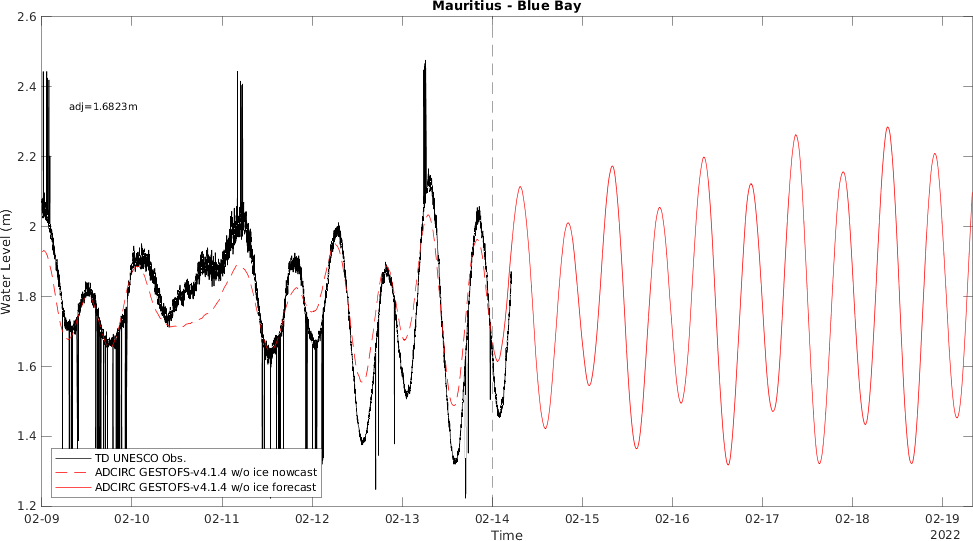 Mauritius - Blue Bay
2.6
2.4
adj=1.6823m
2.2
2
Water Level (m)
1.8
1.6
1.4
TD UNESCO Obs.
ADCIRC GESTOFS-v4.1.4 w/o ice nowcast
ADCIRC GESTOFS-v4.1.4 w/o ice forecast
1.2
02-09 02-10 02-11 02-12 02-13 02-14 02-15 02-16 02-17 02-18 02-19
Time 2022